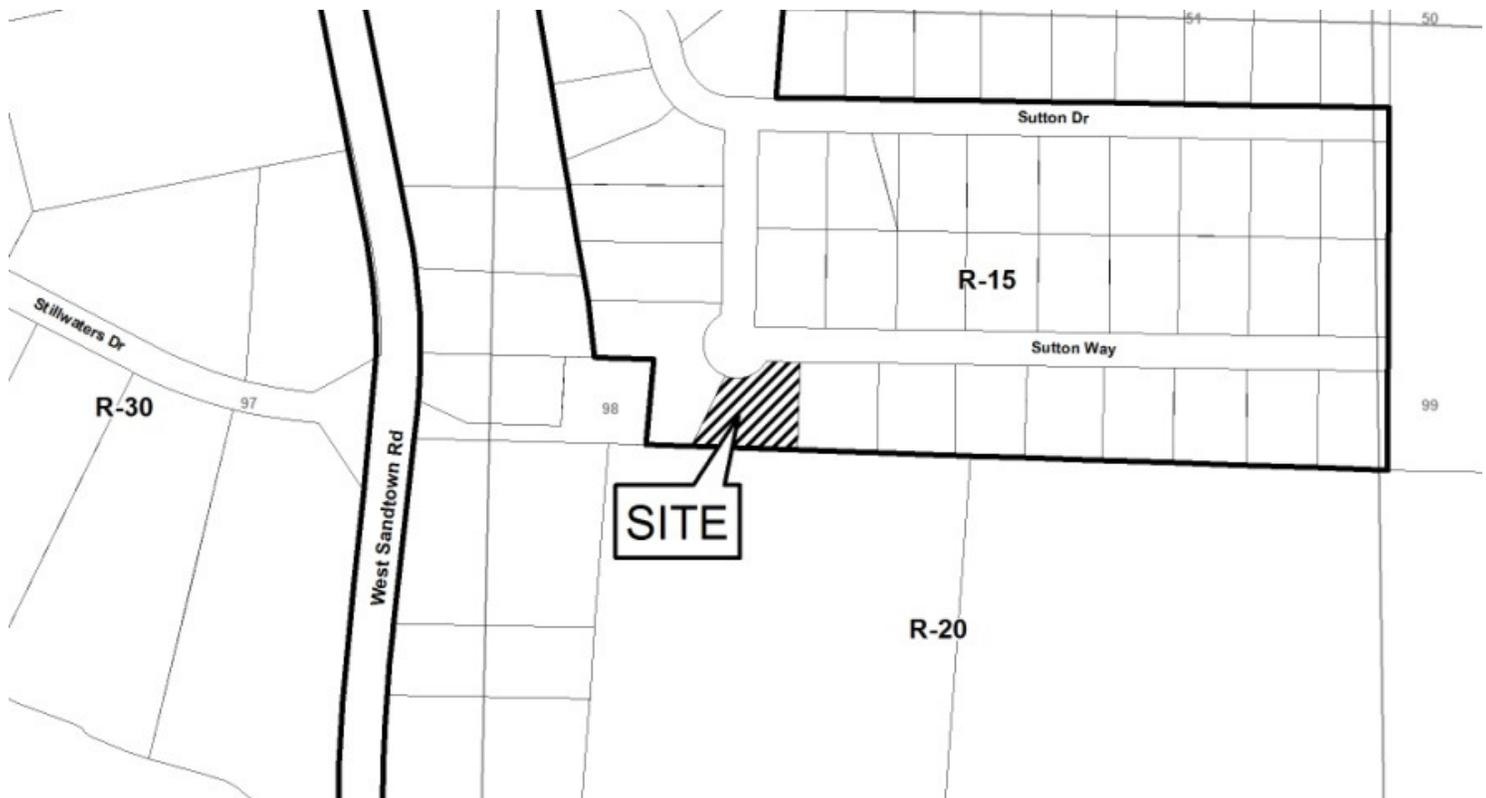 51
50
Sutton Dr
R-15
Stillwaters Dr
Sutton Way
R-30
97
98
99
West Sandtown Rd
SITE
R-20